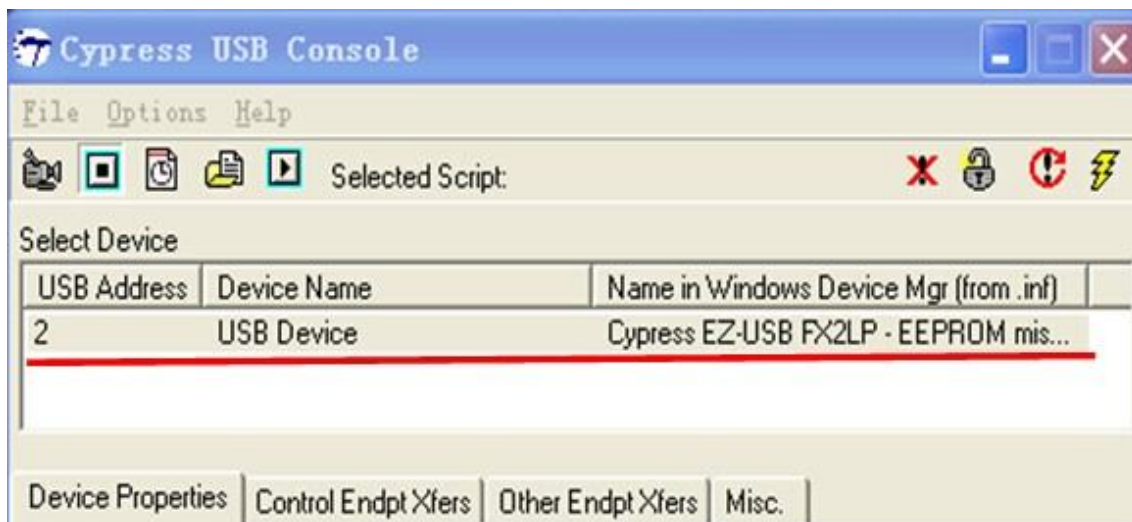 Cypress USB Console
File Options Help
Selected Script:
Select Device
USB Address Device Name Name in Windows Device Mgr (from .inf)
2 USB Device Cypress EZ-USB FX2LP - EEPROM mis...
Device Properties Control Endpt Xfers Other Endpt Xfers Misc.